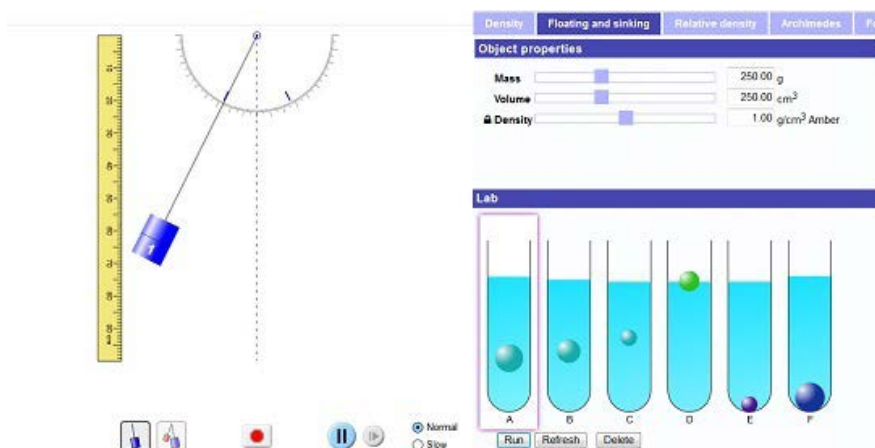 Density Floating and sinking Relative density Archimedes
Object properties
Mass 250.00 g
Volume 250.00 cm3
Density 1.00 g/cm3 Amber
Lab
1
A B C D E F
Normal
Slow
Run Refresh Delete